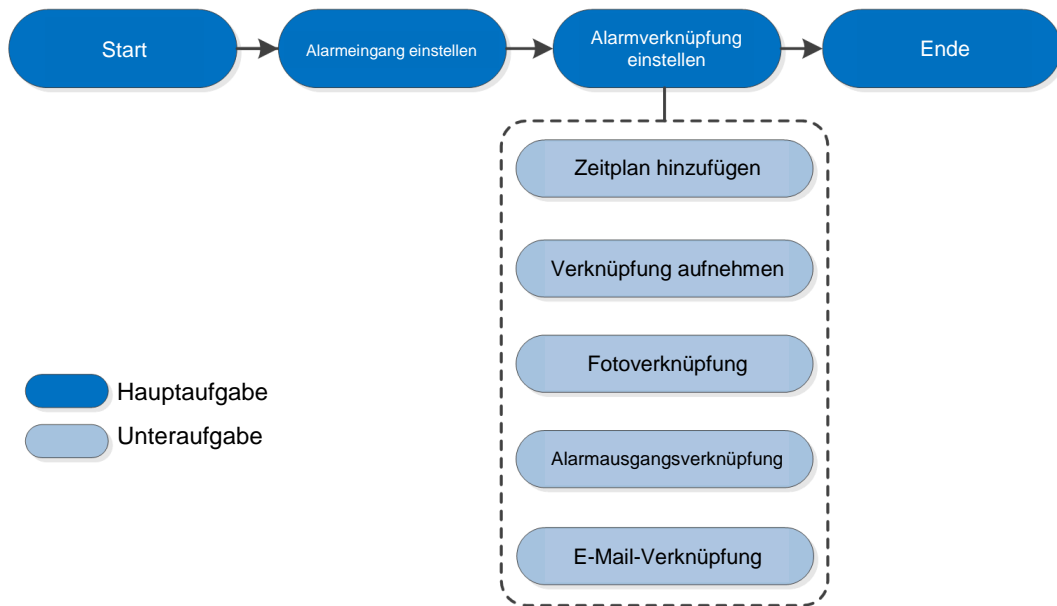 Start
Alarmeingang einstellen
Alarmverknüpfung
einstellen
Ende
Zeitplan hinzufügen
Verknüpfung aufnehmen
Fotoverknüpfung
Alarmausgangsverknüpfung
E-Mail-Verknüpfung
Hauptaufgabe
Unteraufgabe